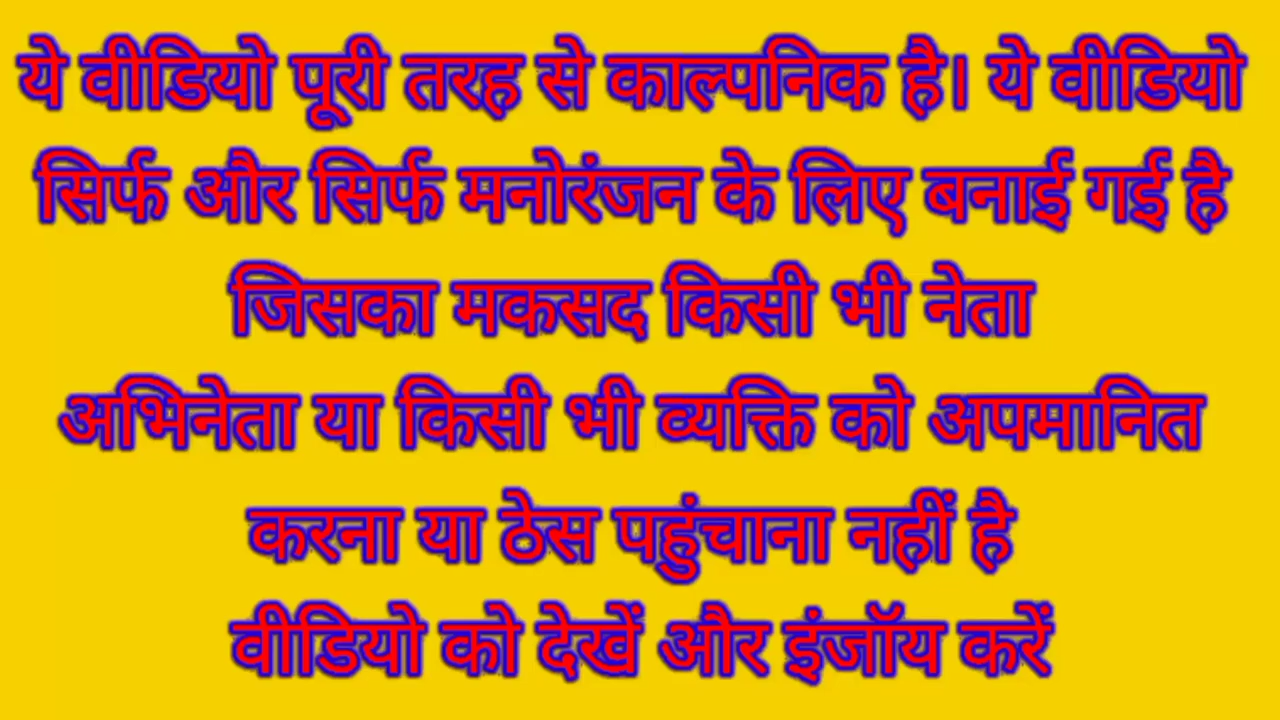 ये वीडियो पूरी तरह से काल्पनिक है। ये वीडियो
सिर्फ और सिर्फ मनोरंजन के लिए बनाई गई है
जिसका मकसद किसी भी नेता
अभिनेता या किसी भी व्यक्ति को अपमानित
करना या ठेस पहुंचाना नहीं है
वीडियो को देखें और इंजॉय करें